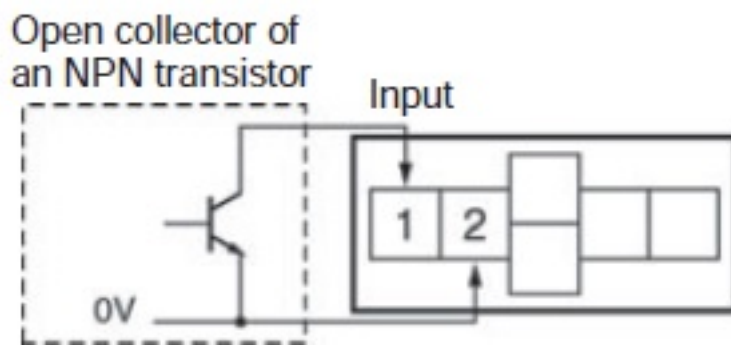 Open collector of
an NPN transistor
Input
1 2
0V